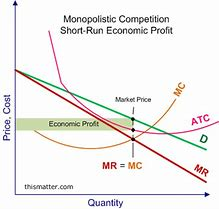 Monopolistic Competition
Short-Run Economic Profit
MC
Market Price
ATC
Price, Cost
Economic Profit
D
MR = MC
MR
thismatter.com
Quantity